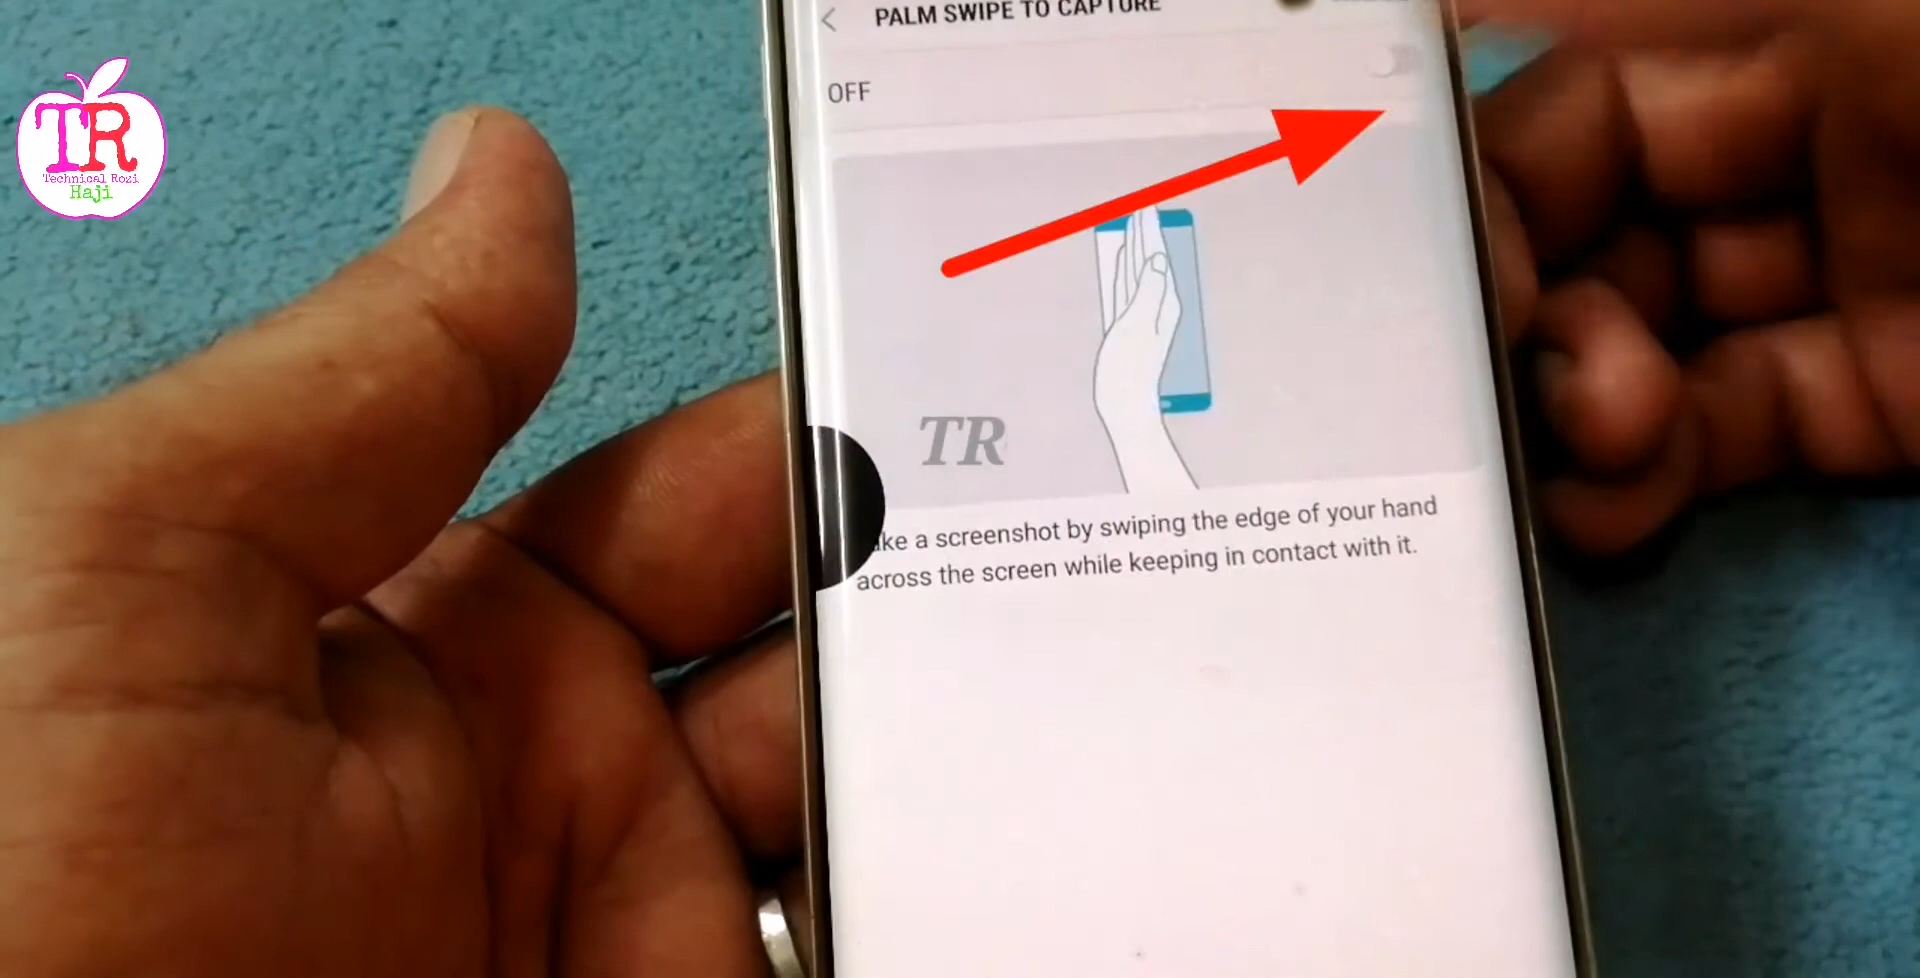 PALM SWIPE TO CAPTURE
OFF
TR
Technical Rozi
Haji
TR
a screenshot by swiping the edge of your hand
across the screen while keeping in contact with it.